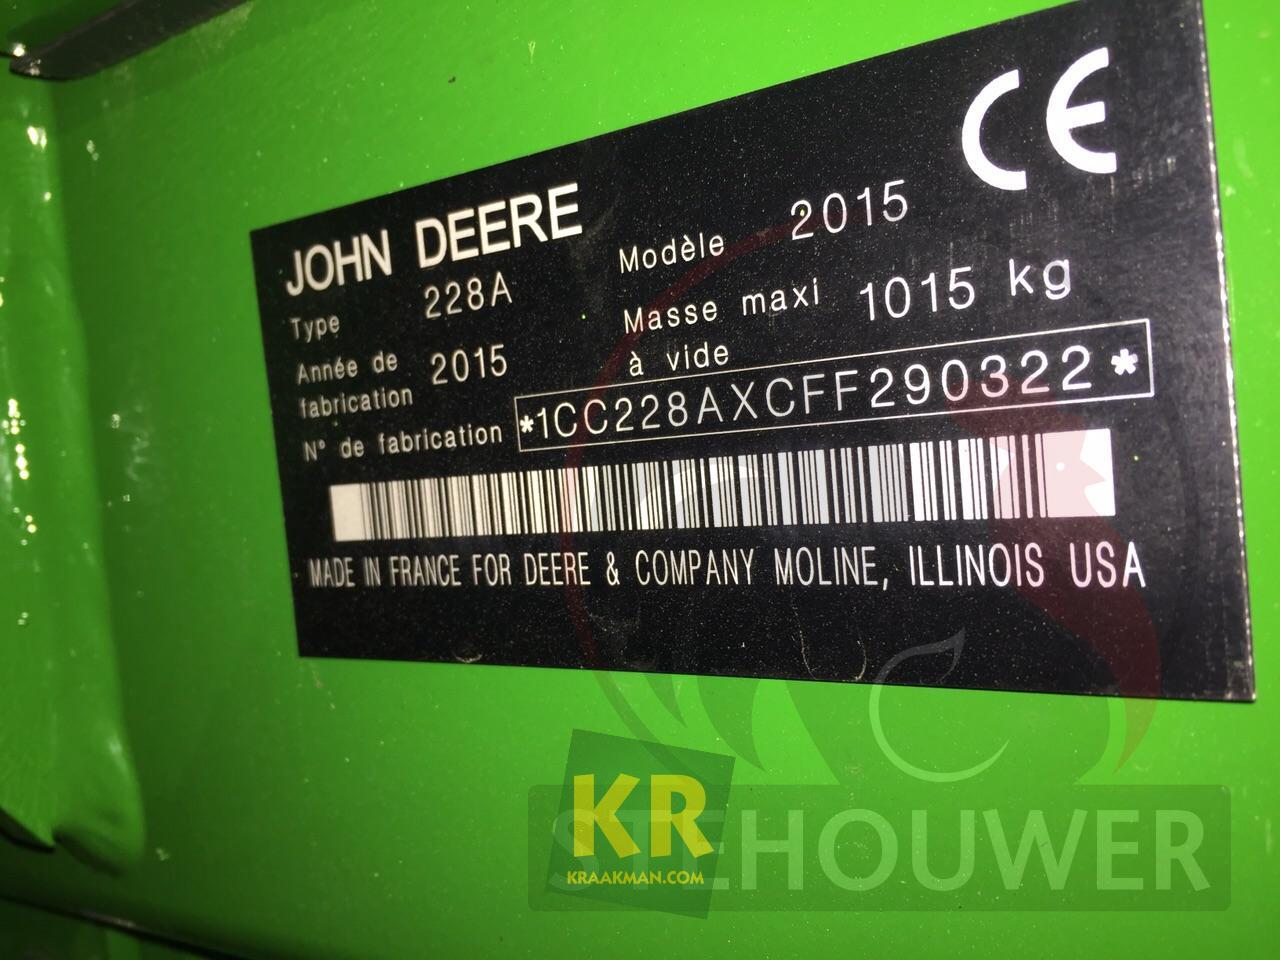 JOHN DEERE
Type 228A
Modèle 2015
CE
Année de fabrication 2015
Masse maxi à vide 1015 kg
N° de fabrication *1CC228AXCFF290322*
MADE IN FRANCE FOR DEERE & COMPANY MOLINE, ILLINOIS USA
KR
KRAAKMAN.COM
STEHOUWER